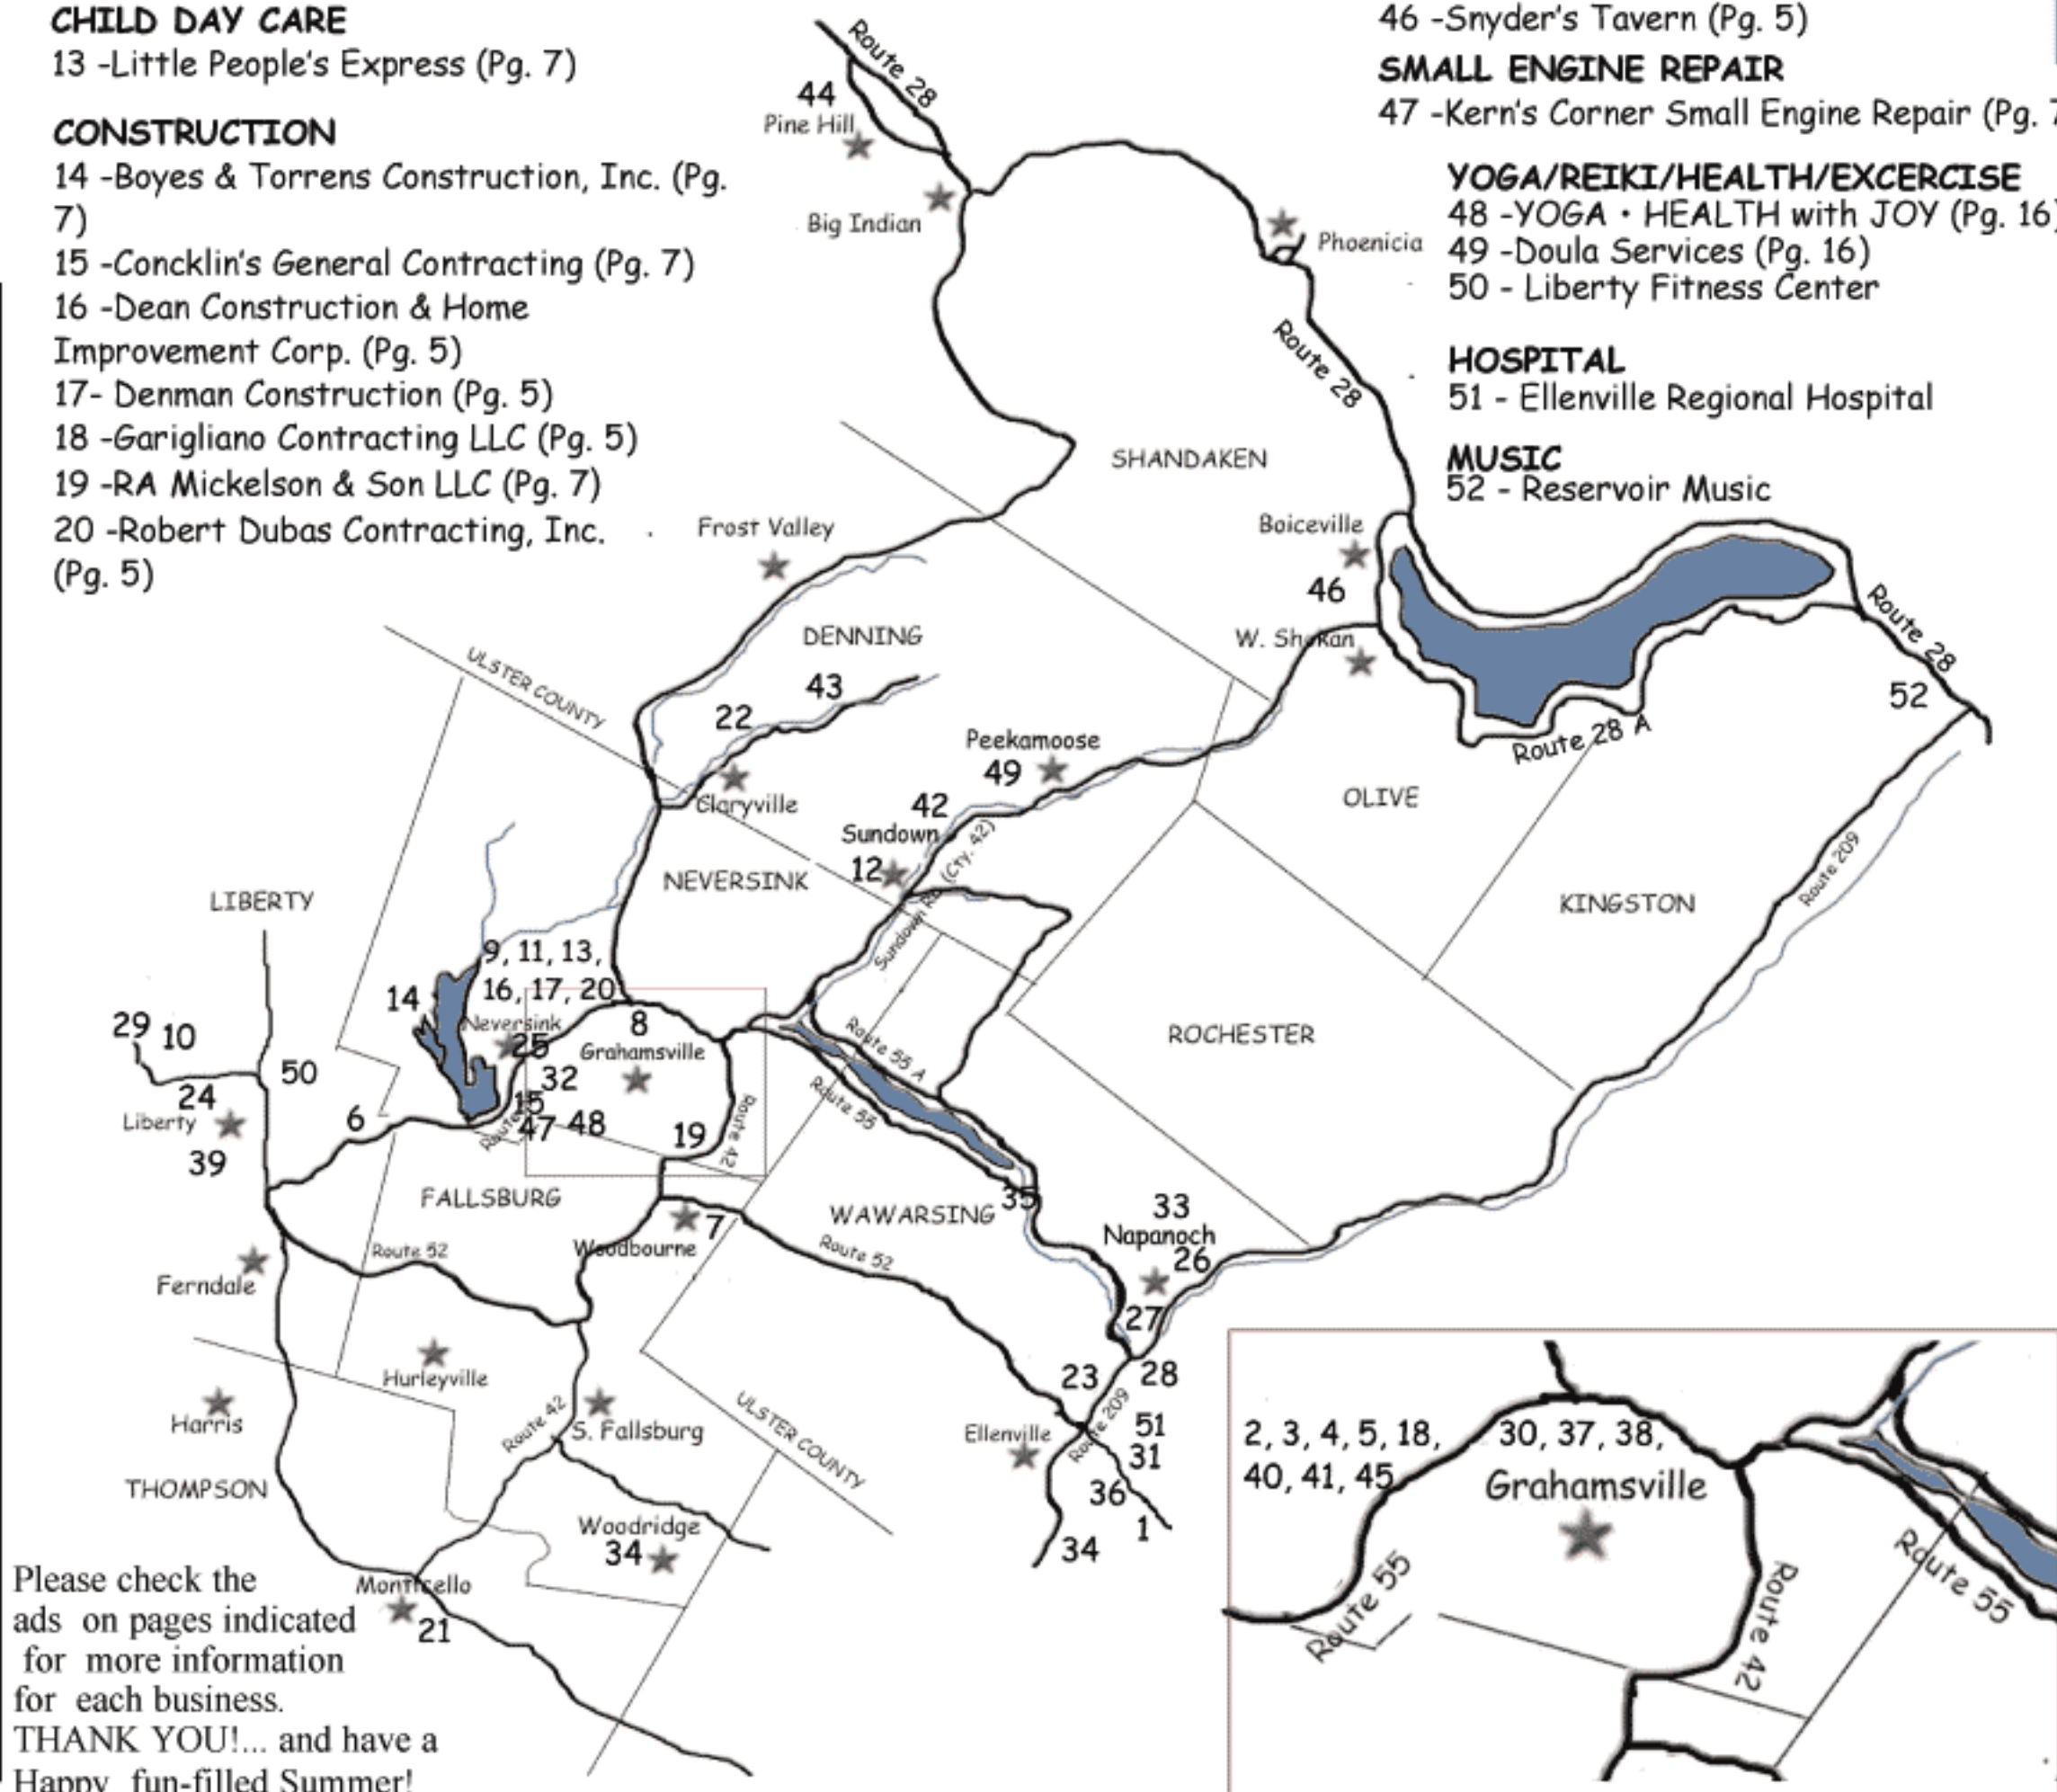 CHILD DAY CARE
13 -Little People's Express (Pg. 7)
CONSTRUCTION
14 -Boyes & Torrens Construction, Inc. (Pg.
7)
15 -Concklin's General Contracting (Pg. 7)
16 -Dean Construction & Home
Improvement Corp. (Pg. 5)
17- Denman Construction (Pg. 5)
18 -Garigliano Contracting LLC (Pg. 5)
19 -RA Mickelson & Son LLC (Pg. 7)
20 -Robert Dubas Contracting, Inc.
(Pg. 5)
46 -Snyder's Tavern (Pg. 5)
SMALL ENGINE REPAIR
47 -Kern's Corner Small Engine Repair (Pg. 7
YOGA/REIKI/HEALTH/EXCERCISE
48 -YOGA • HEALTH with JOY (Pg. 16)
49 -Doula Services (Pg. 16)
50 - Liberty Fitness Center
HOSPITAL
51 - Ellenville Regional Hospital
MUSIC
52 - Reservoir Music
Route 28
44
Pine Hill
Big Indian
Phoenicia
Route 28
SHANDAKEN
Frost Valley
Boiceville
46
W. Shokan
DENNING
ULSTER COUNTY
43
22
Route 28
52
Route 28 A
Peekamoose
49
Claryville
42
Sundown
12
OLIVE
NEVERSINK
Sundown Rd. (Cty. 42)
Route 209
KINGSTON
LIBERTY
9, 11, 13,
16, 17, 20
14
Neversink
25
8
Grahamsville
29
10
50
24
Liberty
39
6
32
15
47
48
Route
19
Route 42
Route 55 A
Route 55
ROCHESTER
FALLSBURG
WAWARSING
35
33
Napanoch
26
27
7
Woodbourne
Route 52
Route 52
Ferndale
Hurleyville
Harris
Route 42
S. Fallsburg
ULSTER COUNTY
23
28
Route 209
Ellenville
51
31
36
1
34
THOMPSON
Woodridge
34
Monticello
21
Please check the
ads on pages indicated
for more information
for each business.
THANK YOU!... and have a
Happy fun-filled Summer!
2, 3, 4, 5, 18,
40, 41, 45
30, 37, 38,
Grahamsville
Route 55
Route 42
Route 55